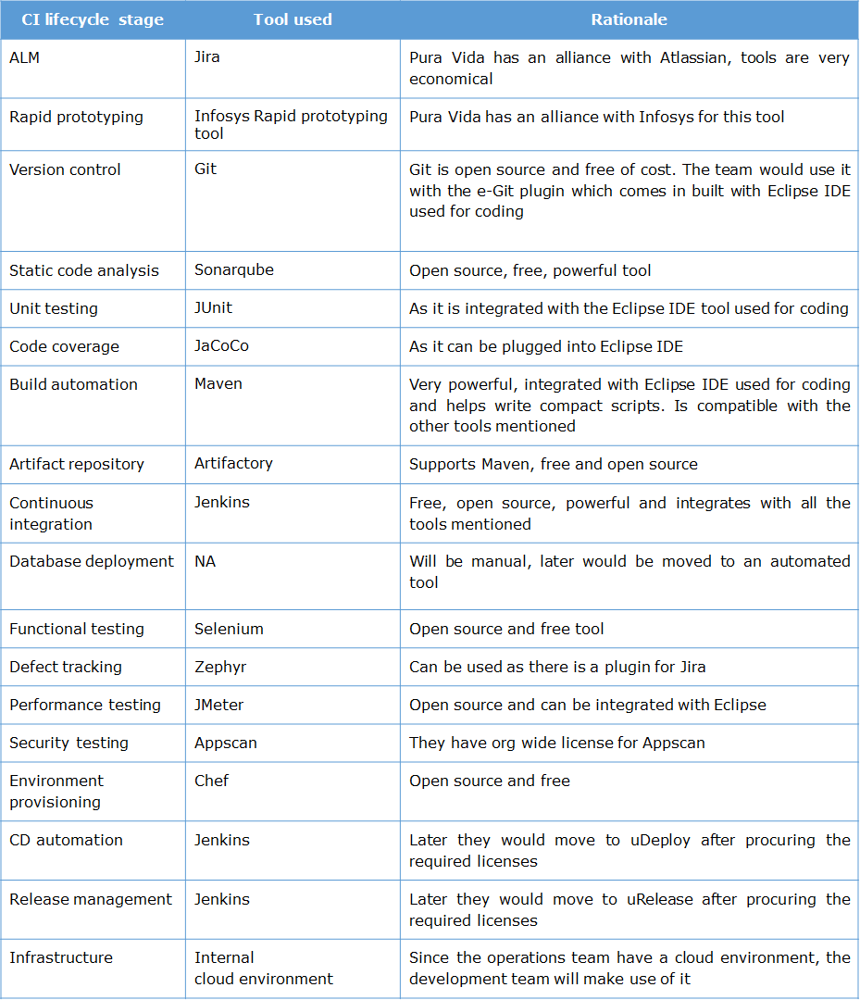 CI lifecycle stage
Tool used
Rationale
ALM
Jira
Pura Vida has an alliance with Atlassian, tools are very
economical
Rapid prototyping
Infosys Rapid prototyping
tool
Pura Vida has an alliance with Infosys for this tool
Version control
Git
Git is open source and free of cost. The team would use it
with the e-Git plugin which comes in built with Eclipse IDE
used for coding
Static code analysis
Sonarqube
Open source, free, powerful tool
Unit testing
JUnit
As it is integrated with the Eclipse IDE tool used for coding
Code coverage
JaCoCo
As it can be plugged into Eclipse IDE
Build automation
Maven
Very powerful, integrated with Eclipse IDE used for coding
and helps write compact scripts. Is compatible with the
other tools mentioned
Artifact repository
Artifactory
Supports Maven, free and open source
Continuous
integration
Jenkins
Free, open source, powerful and integrates with all the
tools mentioned
Database deployment
NA
Will be manual, later would be moved to an automated
tool
Functional testing
Selenium
Open source and free tool
Defect tracking
Zephyr
Can be used as there is a plugin for Jira
Performance testing
JMeter
Open source and can be integrated with Eclipse
Security testing
Appscan
They have org wide license for Appscan
Environment
provisioning
Chef
Open source and free
CD automation
Jenkins
Later they would move to uDeploy after procuring the
required licenses
Release management
Jenkins
Later they would move to uRelease after procuring the
required licenses
Infrastructure
Internal
cloud environment
Since the operations team have a cloud environment, the
development team will make use of it